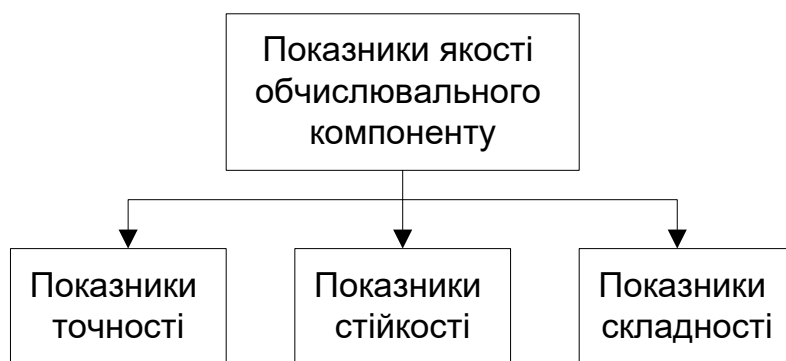 Показники якості
обчислювального
компоненту
Показники
точності
Показники
стійкості
Показники
складності